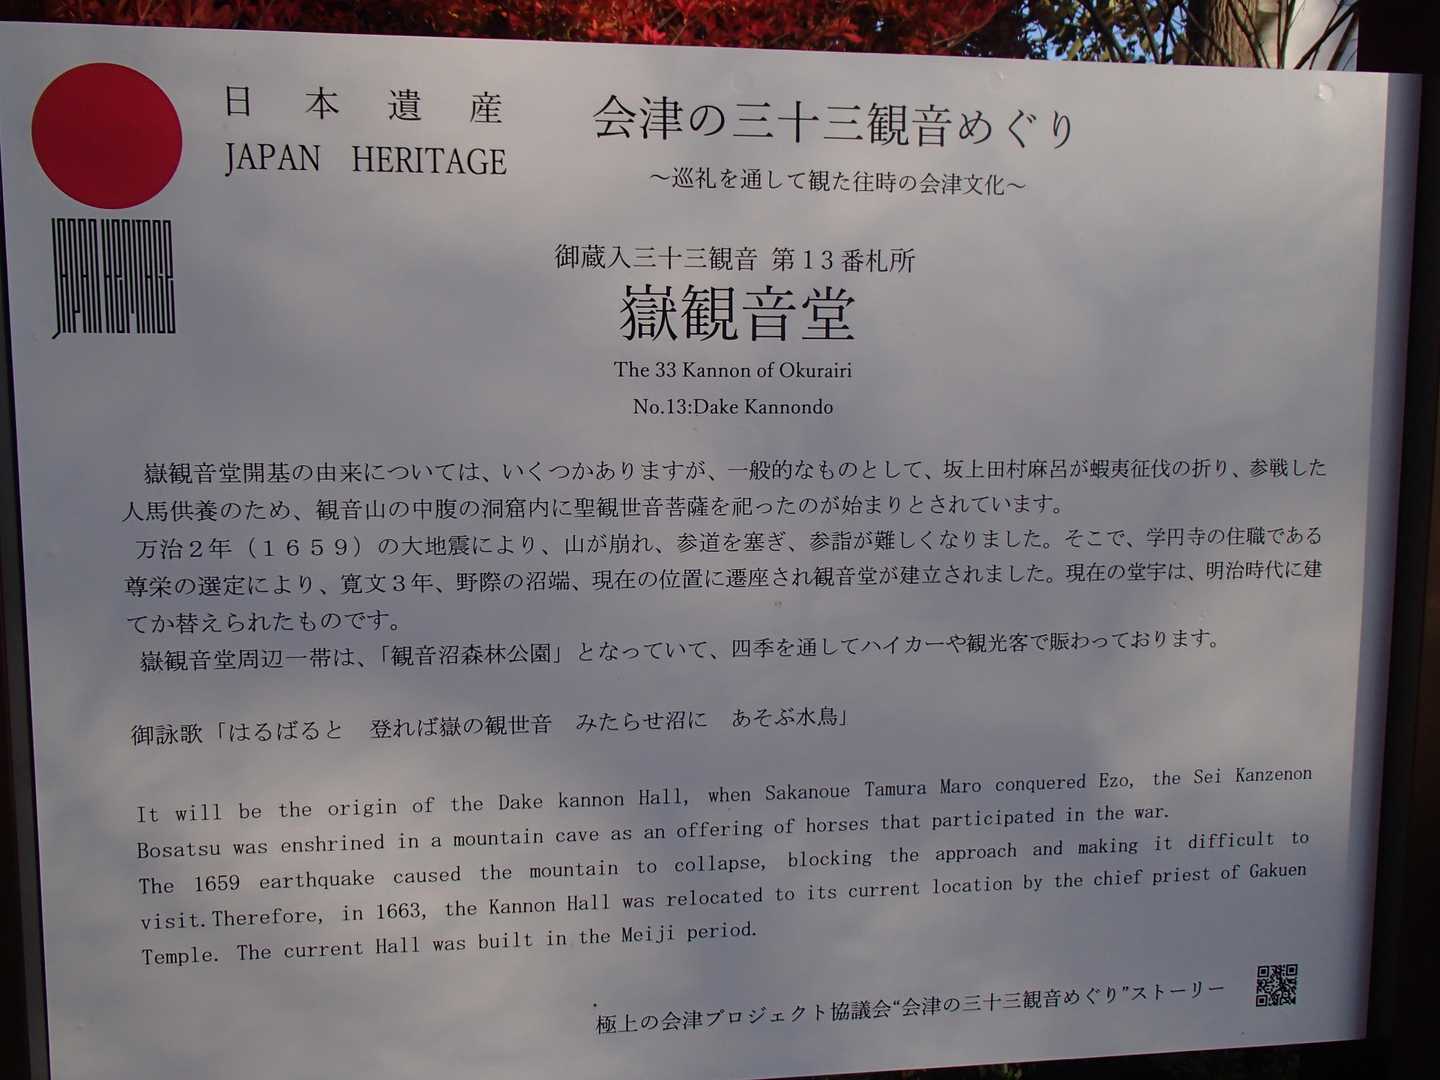 日本遺産
JAPAN HERITAGE
JAPAN HERITAGE
会津の三十三観音めぐり
～巡礼を通して観た往時の会津文化～
御蔵入三十三観音 第13番札所
嶽観音堂
The 33 Kannon of Okurairi
No.13:Dake Kannondo
嶽観音堂開基の由来については、いくつかありますが、一般的なものとして、坂上田村麻呂が蝦夷征伐の折り、参戦した
人馬供養のため、観音山の中腹の洞窟内に聖観世音菩薩を祀ったのが始まりとされています。
万治２年（１６５９）の大地震により、山が崩れ、参道を塞ぎ、参詣が難しくなりました。そこで、学円寺の住職である
尊栄の選定により、寛文３年、野際の沼端、現在の位置に遷座され観音堂が建立されました。現在の堂宇は、明治時代に建
てか替えられたものです。
嶽観音堂周辺一帯は、「観音沼森林公園」となっていて、四季を通してハイカーや観光客で賑わっております。
御詠歌「はるばると　登れば嶽の観世音　みたらせ沼に　あそぶ水鳥」
It will be the origin of the Dake kannon Hall, when Sakanoue Tamura Maro conquered Ezo, the Sei Kanzenon
Bosatsu was enshrined in a mountain cave as an offering of horses that participated in the war.
The 1659 earthquake caused the mountain to collapse, blocking the approach and making it difficult to
visit.Therefore, in 1663, the Kannon Hall was relocated to its current location by the chief priest of Gakuen
Temple. The current Hall was built in the Meiji period.
極上の会津プロジェクト協議会“会津の三十三観音めぐり”ストーリー